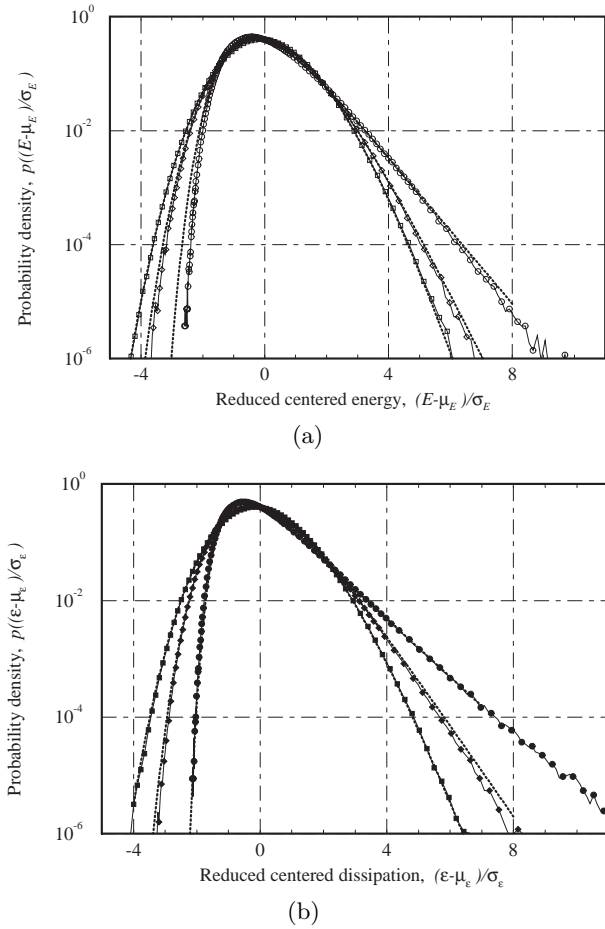 10^0
10^-2
10^-4
10^-6
Probability density, p((E-μ_E)/σ_E)
-4 0 4 8
Reduced centered energy, (E-μ_E)/σ_E
(a)
10^0
10^-2
10^-4
10^-6
Probability density, p((ε-μ_ε)/σ_ε)
-4 0 4 8
Reduced centered dissipation, (ε-μ_ε)/σ_ε
(b)